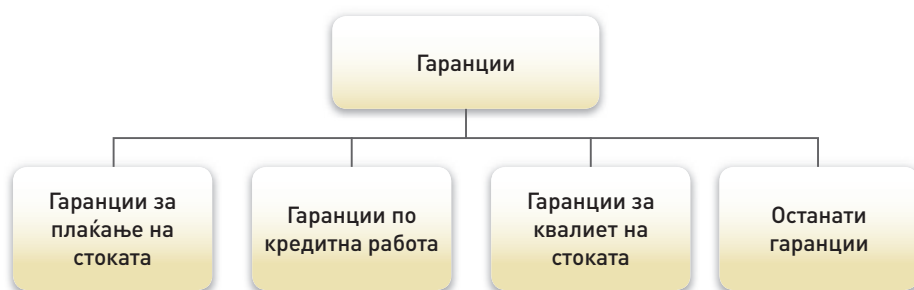 Гаранции
Гаранции за
плаќање на
стоката
Гаранции по
кредитна работа
Гаранции за
квалиет на
стоката
Останати
гаранции